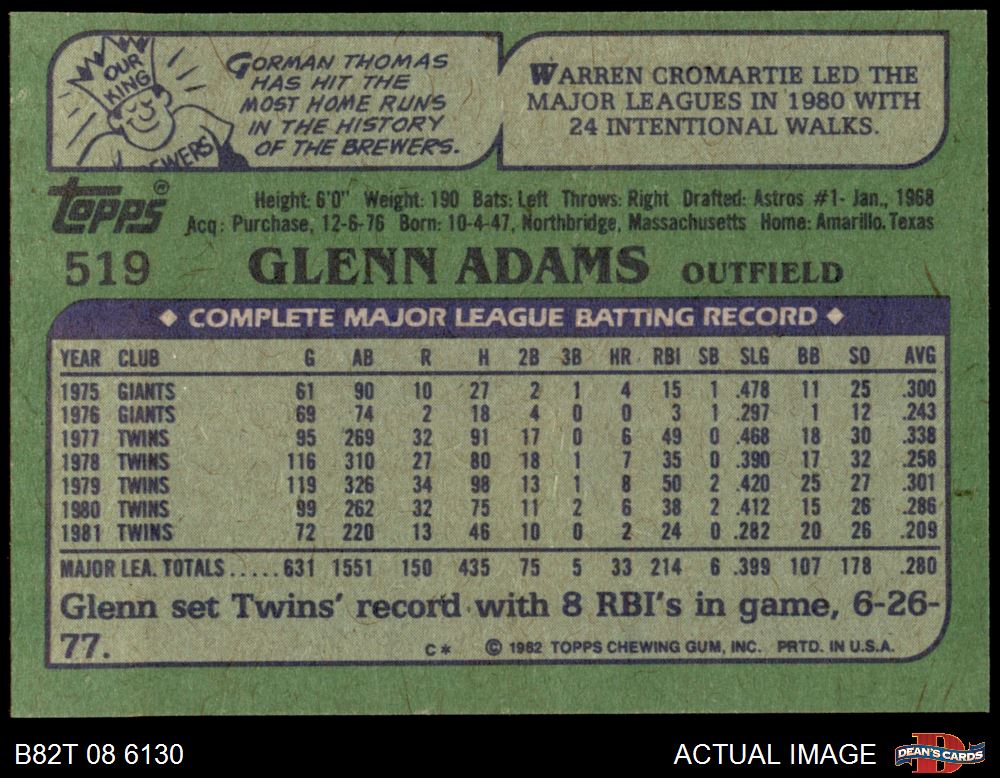 OUR
KING
BREWERS
GORMAN THOMAS
HAS HIT THE
MOST HOME RUNS
IN THE HISTORY
OF THE BREWERS.
WARREN CROMARTIE LED THE
MAJOR LEAGUES IN 1980 WITH
24 INTENTIONAL WALKS.
Topps®
Height: 6'0" Weight: 190 Bats: Left Throws: Right Drafted: Astros #1- Jan., 1968
Acq: Purchase, 12-6-76 Born: 10-4-47, Northbridge, Massachusetts Home: Amarillo, Texas
519 GLENN ADAMS OUTFIELD
◆ COMPLETE MAJOR LEAGUE BATTING RECORD ◆
YEAR CLUB G AB R H 2B 3B HR RBI SB SLG BB SO AVG
1975 GIANTS 61 90 10 27 2 1 4 15 1 .478 11 25 .300
1976 GIANTS 69 74 2 18 4 0 0 3 1 .297 1 12 .243
1977 TWINS 95 269 32 91 17 0 6 49 0 .468 18 30 .338
1978 TWINS 116 310 27 80 18 1 7 35 0 .390 17 32 .258
1979 TWINS 119 326 34 98 13 1 8 50 2 .420 25 27 .301
1980 TWINS 99 262 32 75 11 2 6 38 2 .412 15 26 .286
1981 TWINS 72 220 13 46 10 0 2 24 0 .282 20 26 .209
MAJOR LEA. TOTALS.....631 1551 150 435 75 5 33 214 6 .399 107 178 .280
Glenn set Twins' record with 8 RBI's in game, 6-26-
77.
C* © 1982 TOPPS CHEWING GUM, INC. PRTD. IN U.S.A.
B82T 08 6130
ACTUAL IMAGE
DEAN'S CARDS